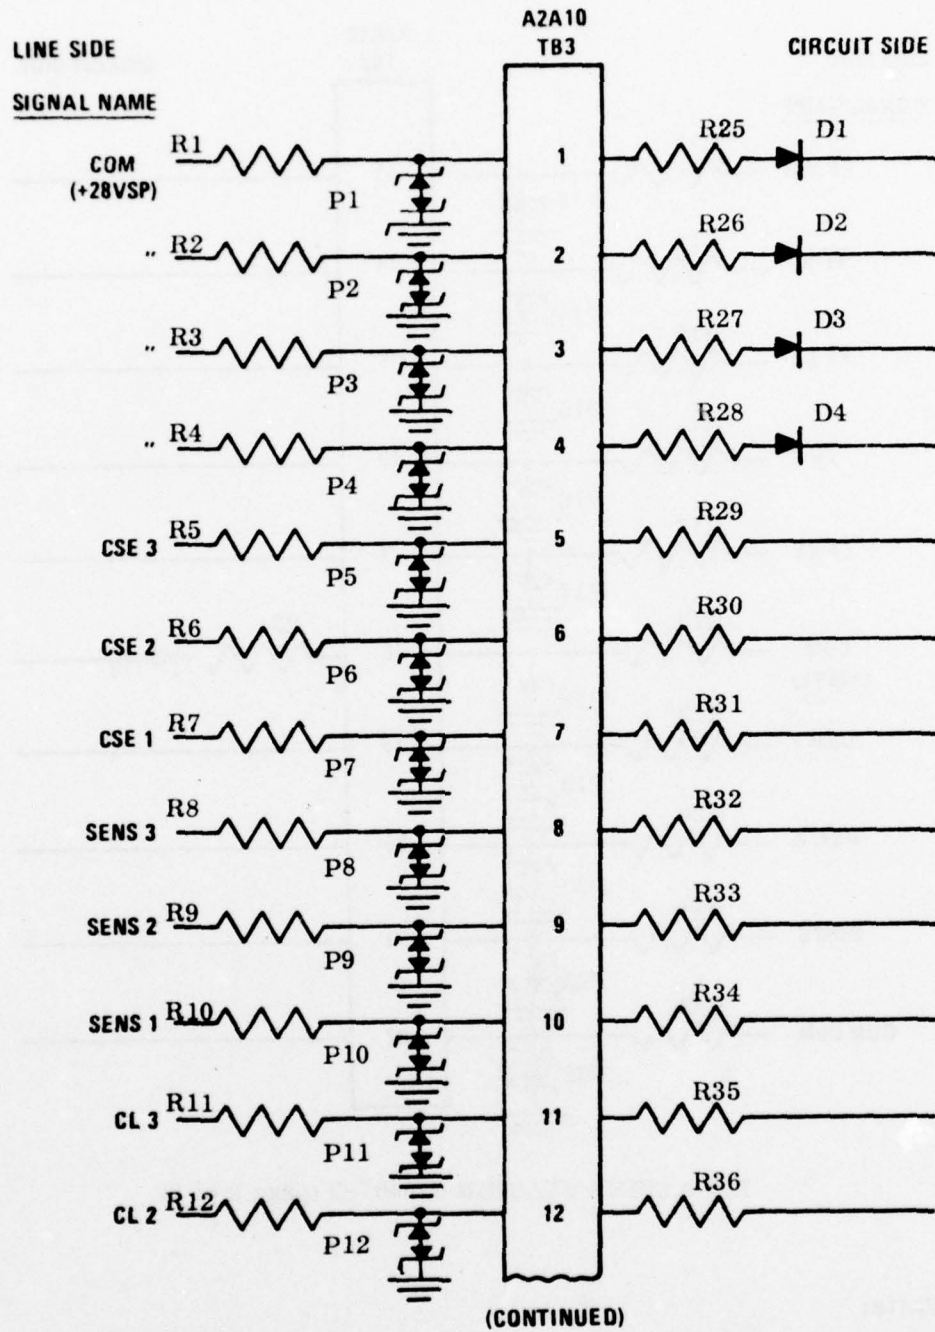 A2A10
TB3
LINE SIDE
CIRCUIT SIDE
SIGNAL NAME
COM
(+28VSP)
R1
P1
1
R25
D1
" R2
P2
2
R26
D2
" R3
P3
3
R27
D3
" R4
P4
4
R28
D4
CSE 3 R5
P5
5
R29
CSE 2 R6
P6
6
R30
CSE 1 R7
P7
7
R31
SENS 3 R8
P8
8
R32
SENS 2 R9
P9
9
R33
SENS 1 R10
P10
10
R34
CL 3 R11
P11
11
R35
CL 2 R12
P12
12
R36
(CONTINUED)